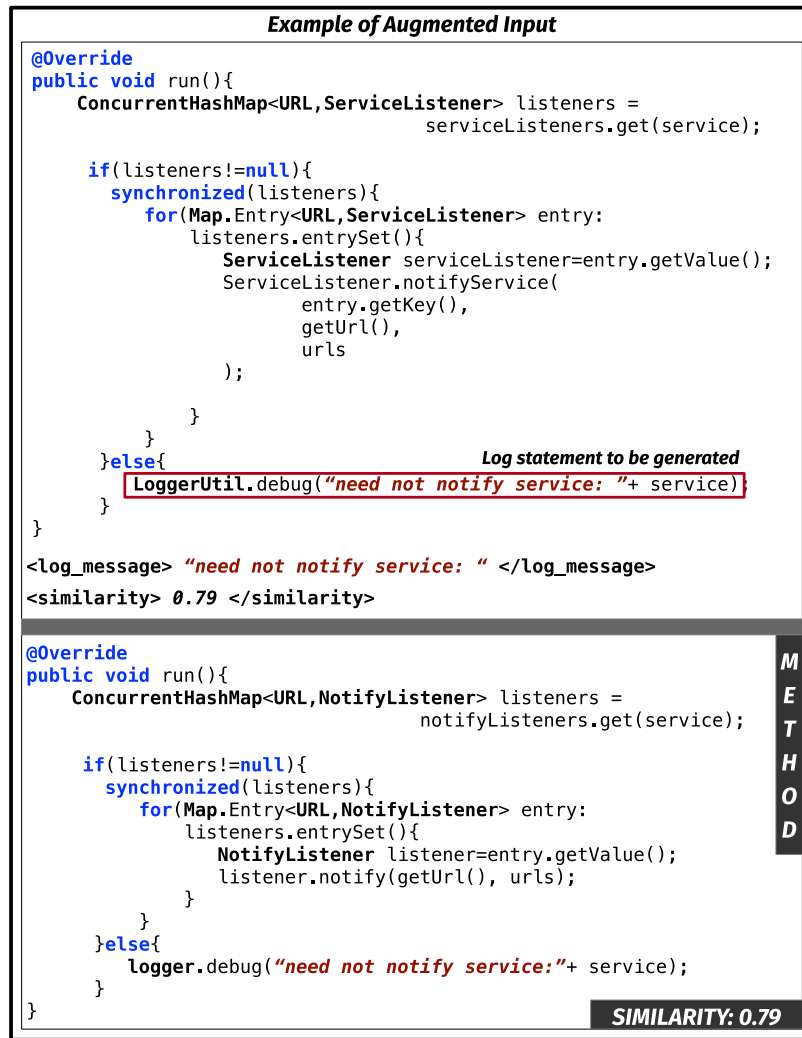 Example of Augmented Input
@Override
public void run(){
ConcurrentHashMap<URL,ServiceListener> listeners =
serviceListeners.get(service);
if(listeners!=null){
synchronized(listeners){
for(Map.Entry<URL,ServiceListener> entry:
listeners.entrySet(){
ServiceListener serviceListener=entry.getValue();
ServiceListener.notifyService(
entry.getKey(),
getUrl(),
urls
);
}
}
}else{
Log statement to be generated
LoggerUtil.debug(“need not notify service: ”+ service);
}
}
<log_message> “need not notify service: “ </log_message>
<similarity> 0.79 </similarity>
@Override
public void run(){
ConcurrentHashMap<URL,NotifyListener> listeners =
notifyListeners.get(service);
if(listeners!=null){
synchronized(listeners){
for(Map.Entry<URL,NotifyListener> entry:
listeners.entrySet(){
NotifyListener listener=entry.getValue();
listener.notify(getUrl(), urls);
}
}
}else{
logger.debug(“need not notify service:”+ service);
}
}
METHOD
SIMILARITY: 0.79